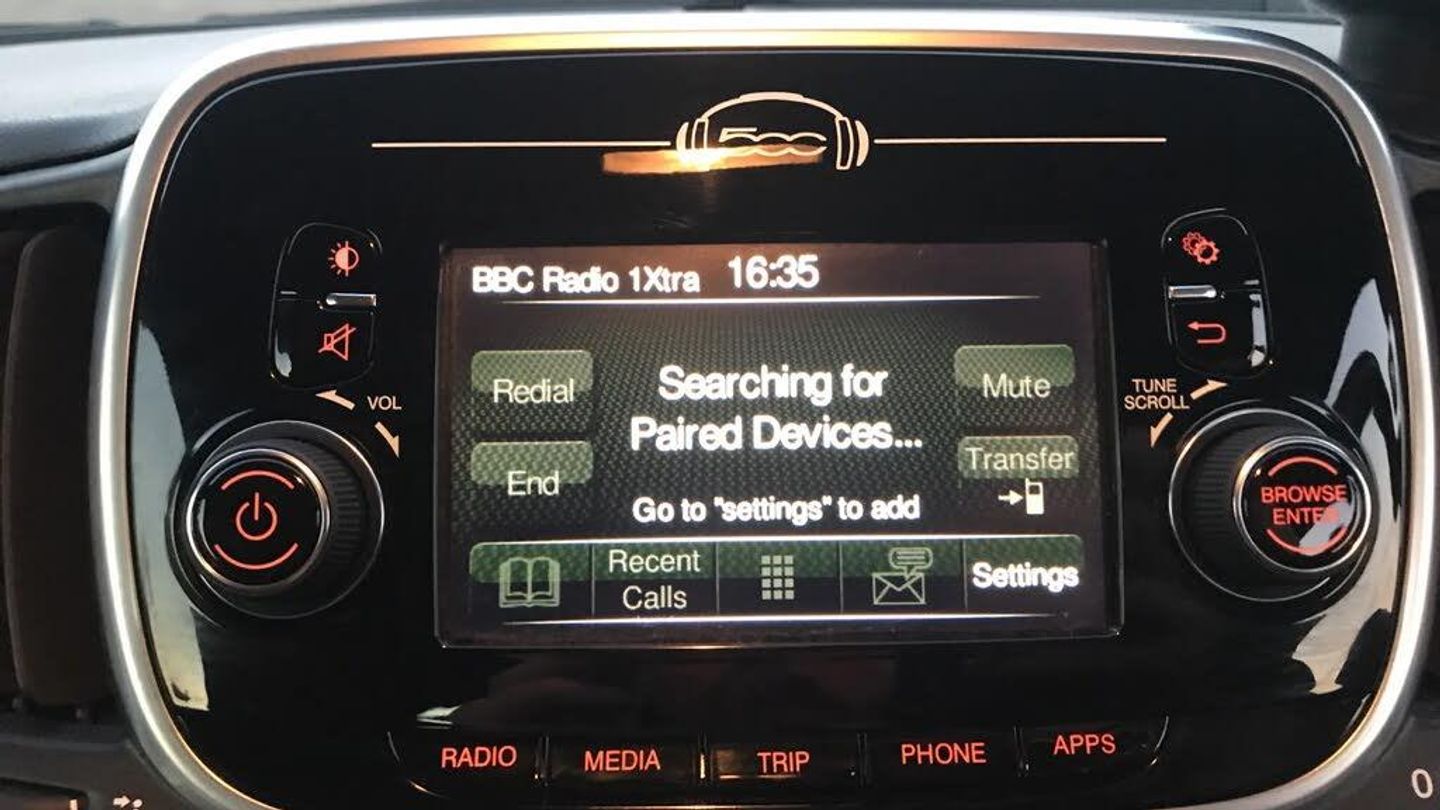 500
BBC Radio 1Xtra 16:35
VOL
TUNE
SCROLL
Redial
Searching for
Paired Devices...
Mute
End
Transfer
Go to "settings" to add
BROWSE
ENTER
Recent
Calls
Settings
RADIO MEDIA TRIP PHONE APPS
0